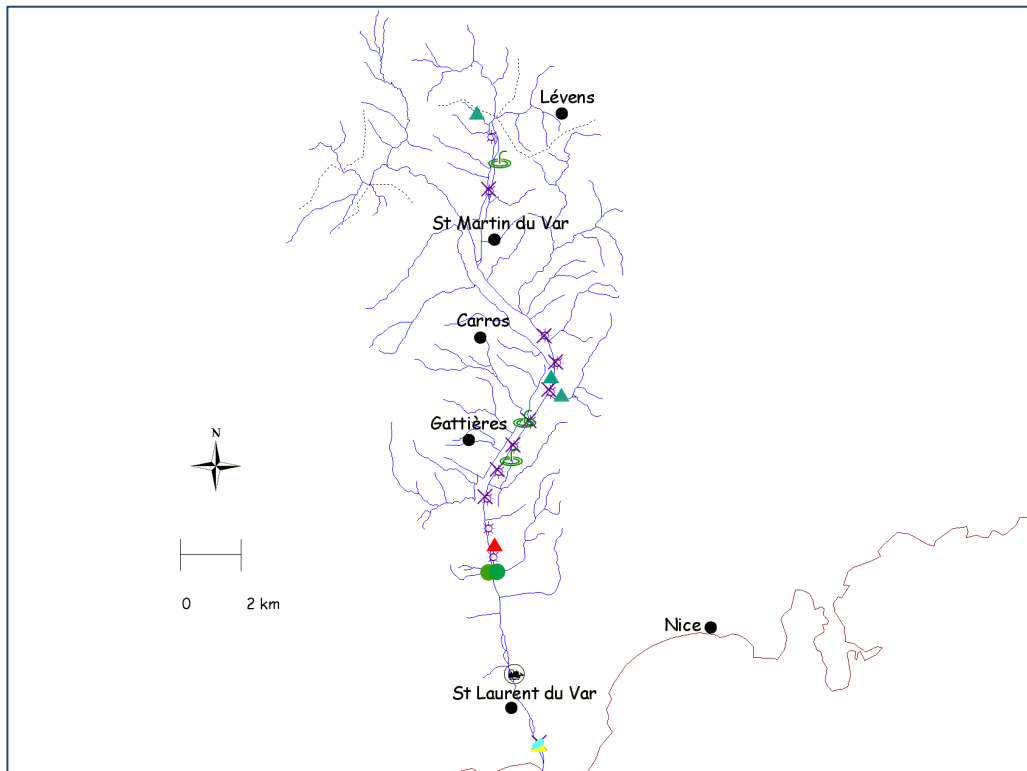 Lévens
St Martin du Var
Carros
Gattières
N
0 2 km
Nice
St Laurent du Var